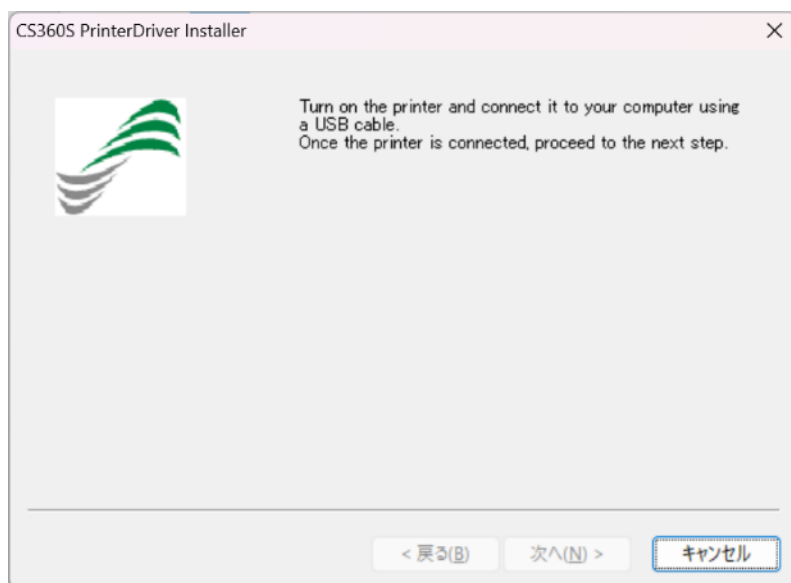 CS360S PrinterDriver Installer
Turn on the printer and connect it to your computer using
a USB cable.
Once the printer is connected, proceed to the next step.
< 戻る(B)
次へ(N) >
キャンセル